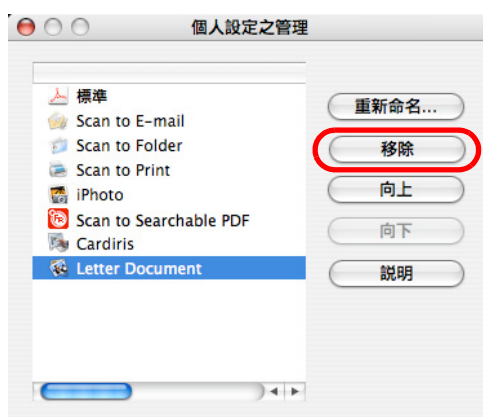 個人設定之管理
標準
Scan to E-mail
Scan to Folder
Scan to Print
iPhoto
Scan to Searchable PDF
Cardiris
Letter Document
重新命名...
移除
向上
向下
說明